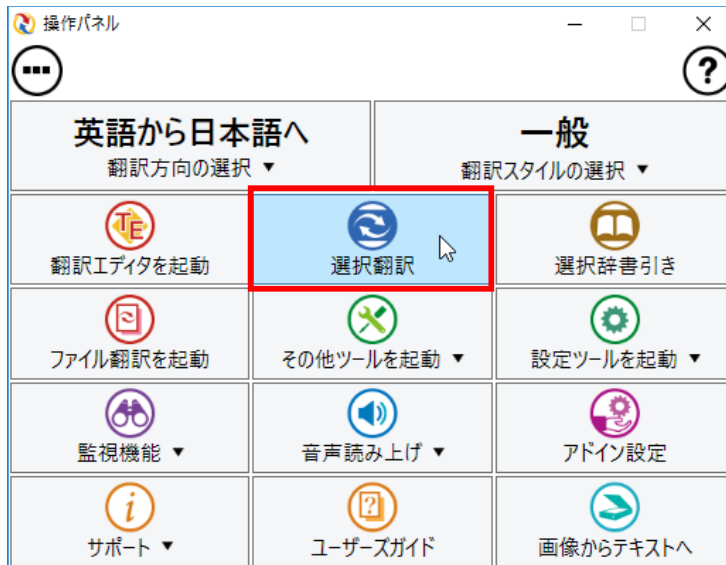 操作パネル
英語から日本語へ
翻訳方向の選択 ▼
一般
翻訳スタイルの選択 ▼
TE
翻訳エディタを起動
選択翻訳
選択辞書引き
ファイル翻訳を起動
その他ツールを起動 ▼
設定ツールを起動 ▼
監視機能 ▼
音声読み上げ ▼
アドイン設定
サポート ▼
ユーザーズガイド
画像からテキストへ